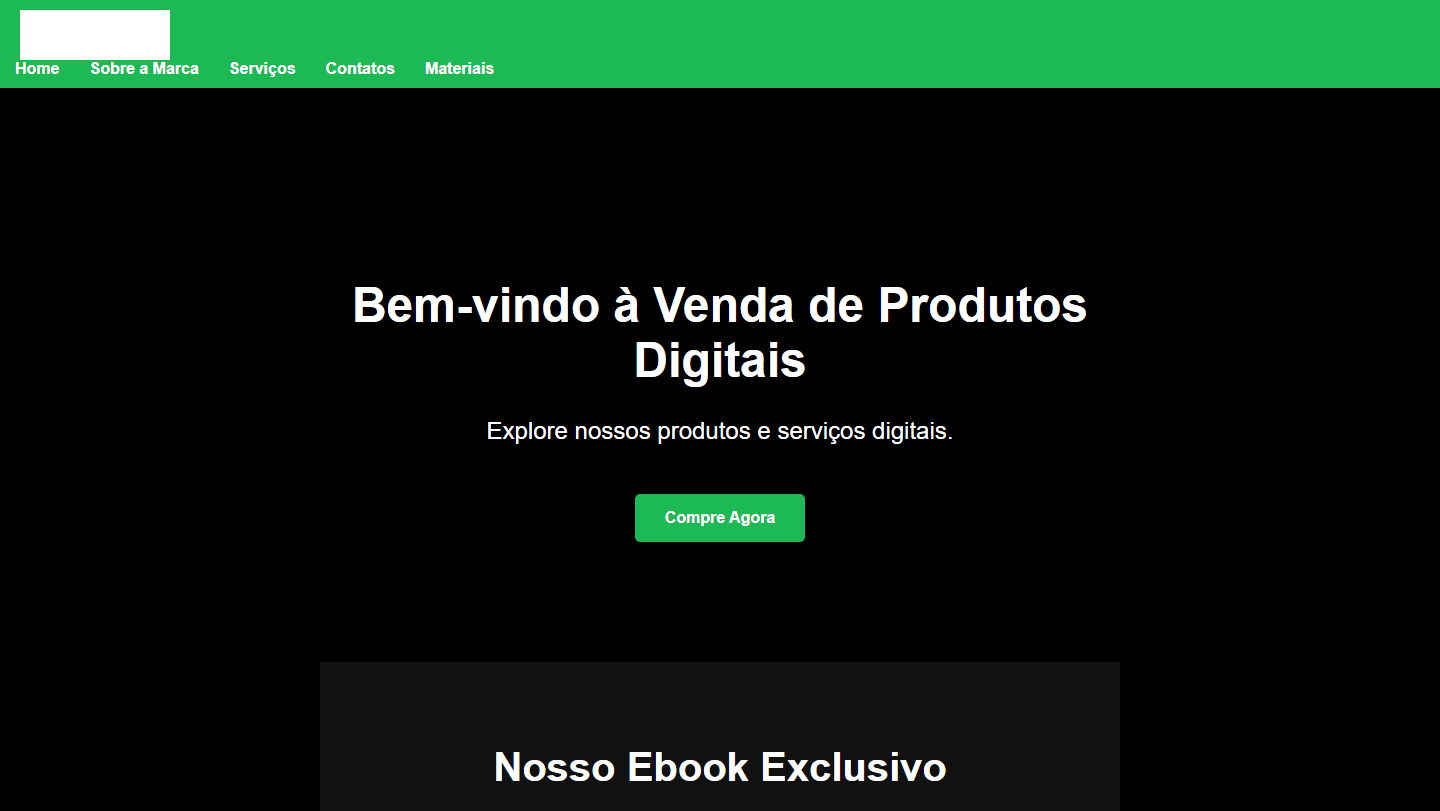 Home Sobre a Marca Serviços Contatos Materiais
Bem-vindo à Venda de Produtos
Digitais
Explore nossos produtos e serviços digitais.
Compre Agora
Nosso Ebook Exclusivo